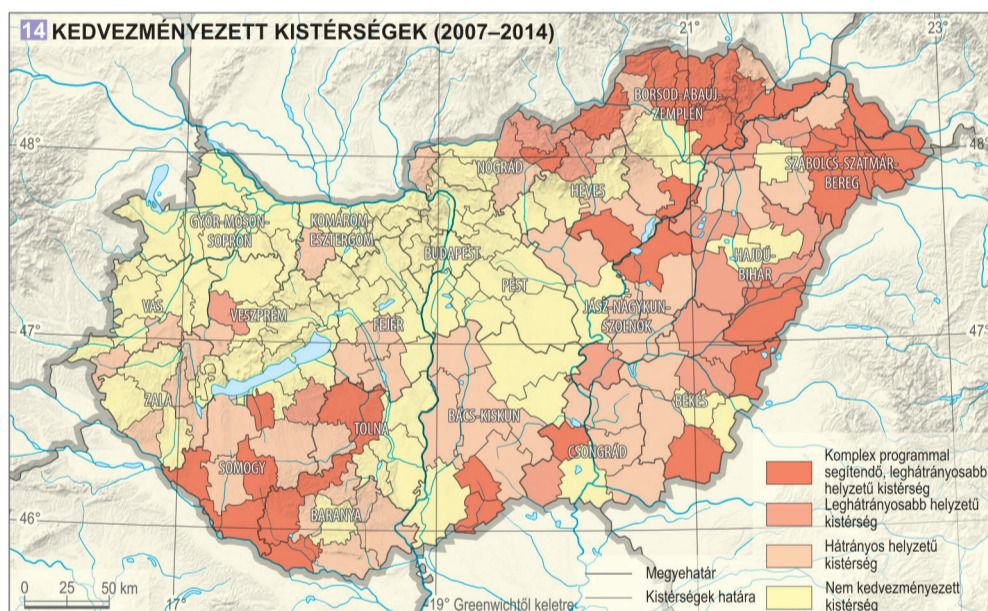 14 KEDVEZMÉNYEZETT KISTÉRSÉGEK (2007–2014)
21°
23°
48°
48°
BORSOD-ABAÚJ-
ZEMPLÉN
NÓGRÁD
SZABOLCS-SZATMÁR-
BEREG
HEVES
GYŐR-MOSON-
SOPRON
KOMÁROM-
ESZTERGOM
BUDAPEST
PEST
HAJDÚ-
BIHAR
VAS
VESZPRÉM
FEJÉR
JÁSZ-NAGYKUN-
SZOLNOK
47°
47°
ZALA
TOLNA
BÁCS-KISKUN
BÉKÉS
SOMOGY
CSONGRÁD
BARANYA
46°
Komplex programmal
segítendő, leghátrányosabb
helyzetű kistérség
Leghátrányosabb helyzetű
kistérség
Hátrányos helyzetű
kistérség
Nem kedvezményezett
kistérség
Megyehatár
Kistérségek határa
0 25 50 km
17°
19° Greenwichtől keletre